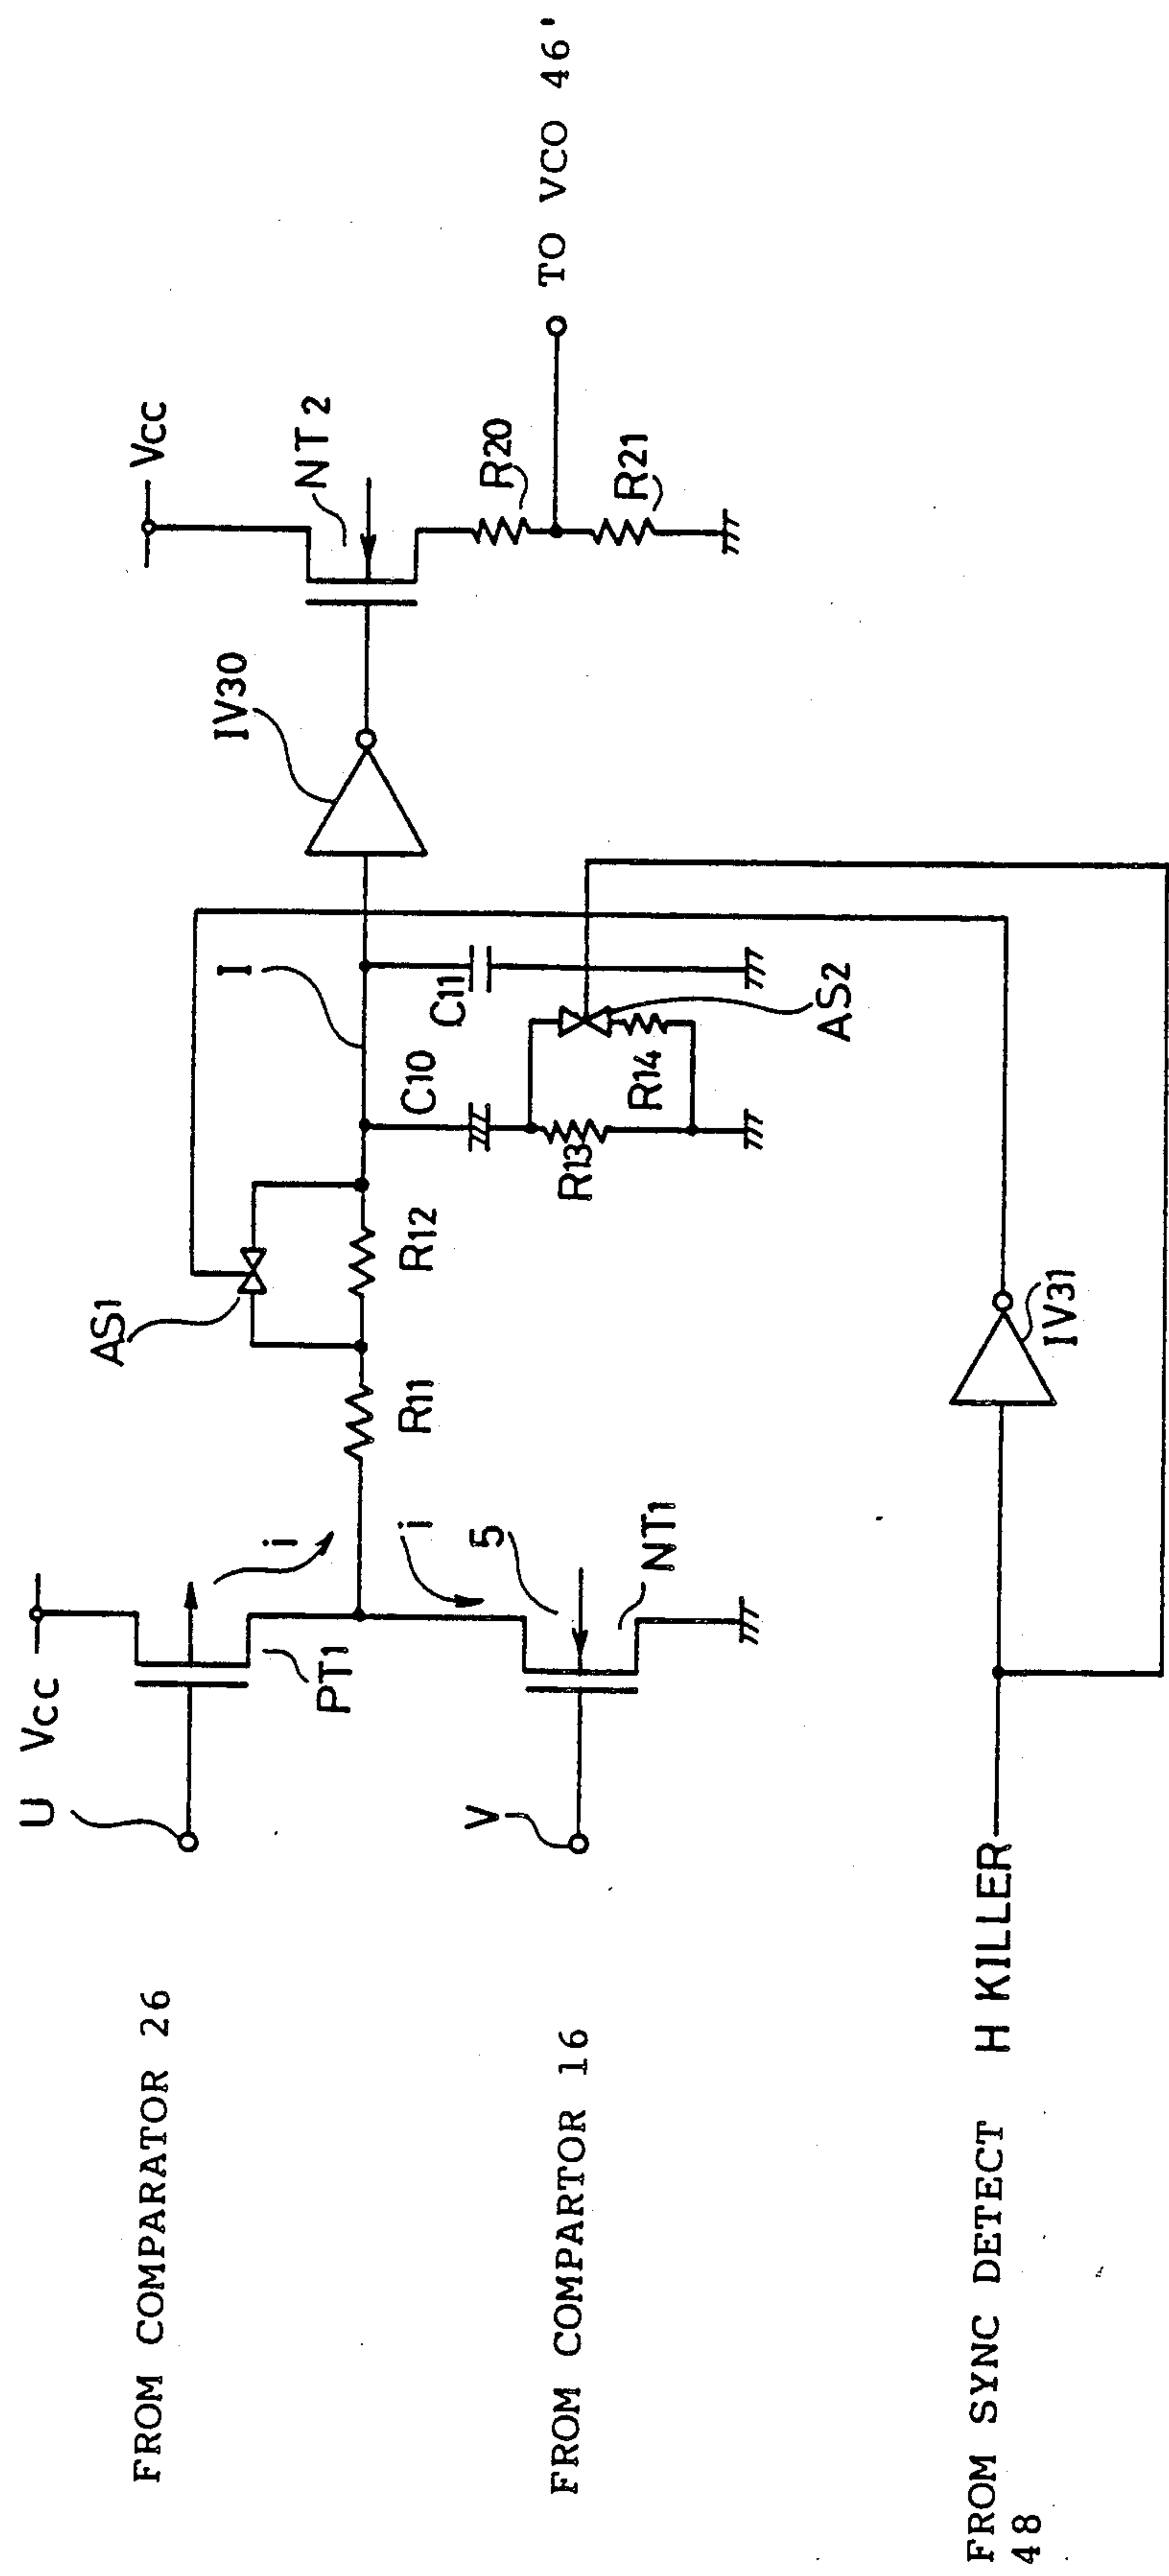 FROM COMPARATOR 26
U
Vcc
i
PT1
AS1
I
IV30
Vcc
NT2
R11
R12
C10
C11
R20
TO VCO 46'
FROM COMPARTOR 16
V
i
5
NT1
R13
R14
AS2
R21
FROM SYNC DETECT
48
H KILLER
IV31